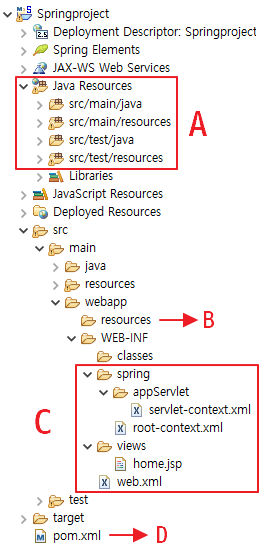 Springproject
Deployment Descriptor: Springproject
Spring Elements
JAX-WS Web Services
Java Resources
src/main/java
src/main/resources
A
src/test/java
src/test/resources
Libraries
JavaScript Resources
Deployed Resources
src
main
java
resources
webapp
resources B
WEB-INF
classes
spring
appServlet
servlet-context.xml
C root-context.xml
views
home.jsp
web.xml
test
target
pom.xml D